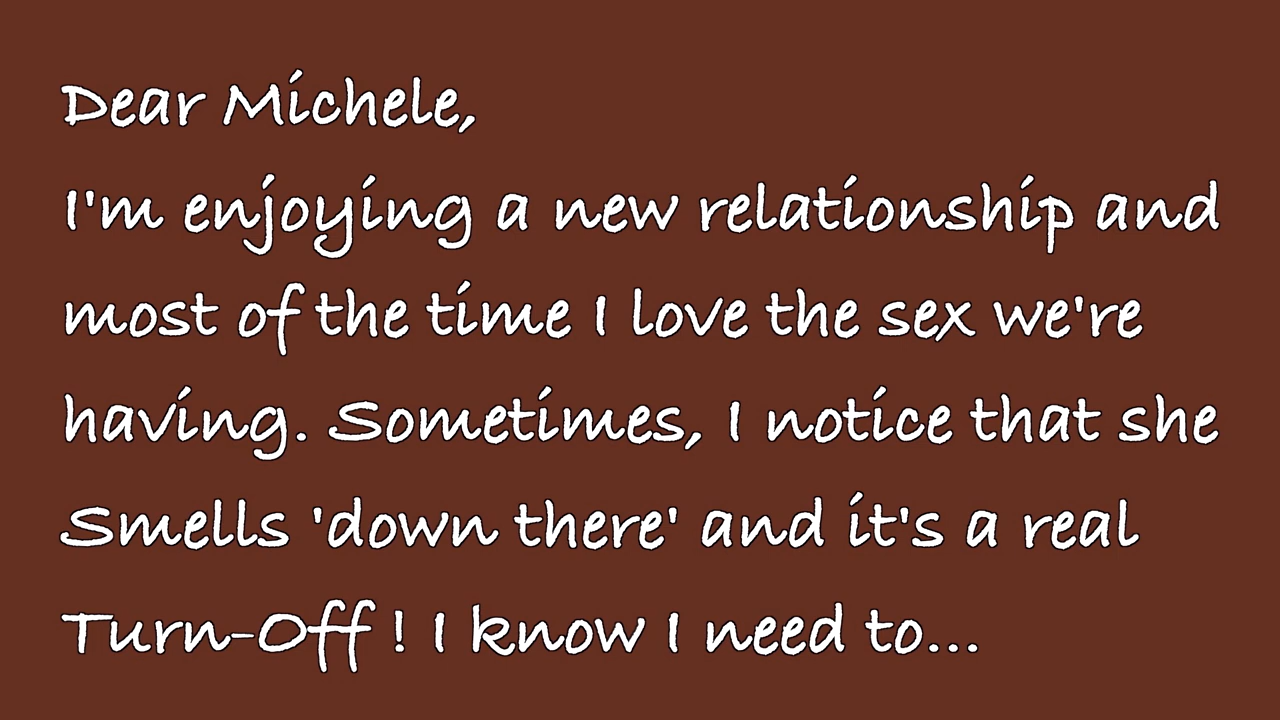 Dear Michele,
I'm enjoying a new relationship and
most of the time I love the sex we're
having. Sometimes, I notice that she
Smells 'down there' and it's a real
Turn-Off ! I know I need to...